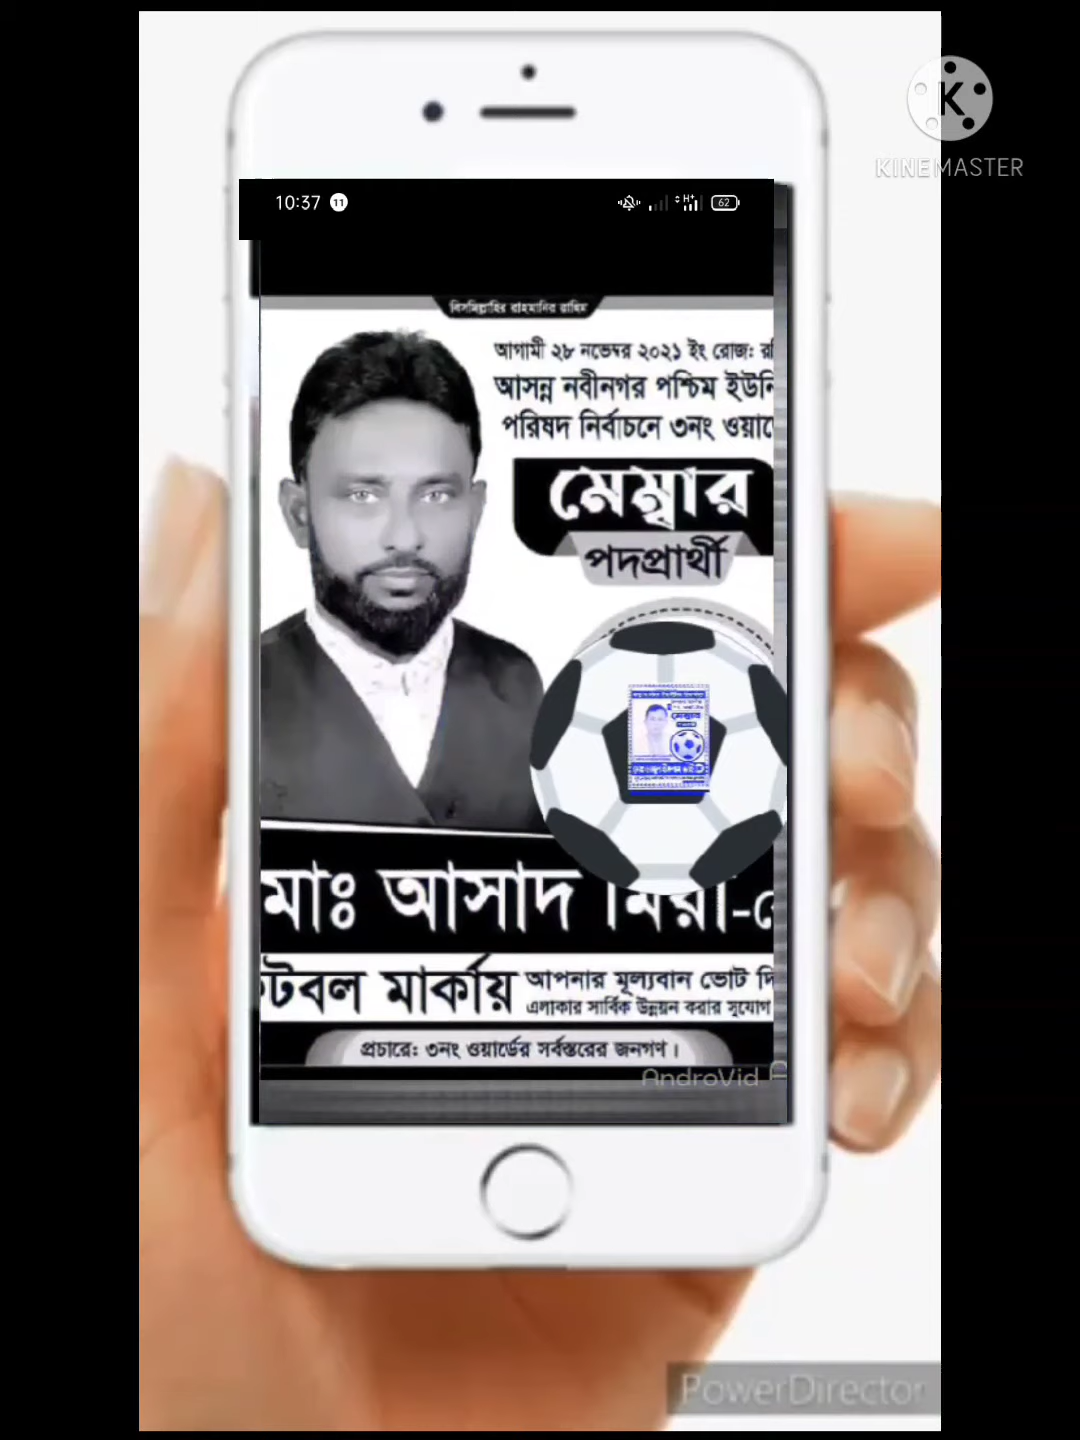 KINEMASTER
10:37 11
H+ 62
বিসমিল্লাহির রাহমানির রাহিম
আগামী ২৮ নভেম্বর ২০২১ ইং রোজ:
আসন্ন নবীনগর পশ্চিম ইউনি
পরিষদ নির্বাচনে ৩নং ওয়ার্ডে
মেম্বার
পদপ্রার্থী
মেম্বার
মোঃ আসাদ মিয়া-
ফুটবল মার্কায়
আপনার মূল্যবান ভোট দি
এলাকার সার্বিক উন্নয়ন করার সুযোগ
প্রচারে: ৩নং ওয়ার্ডের সর্বস্তরের জনগণ।
AndroVid
PowerDirector